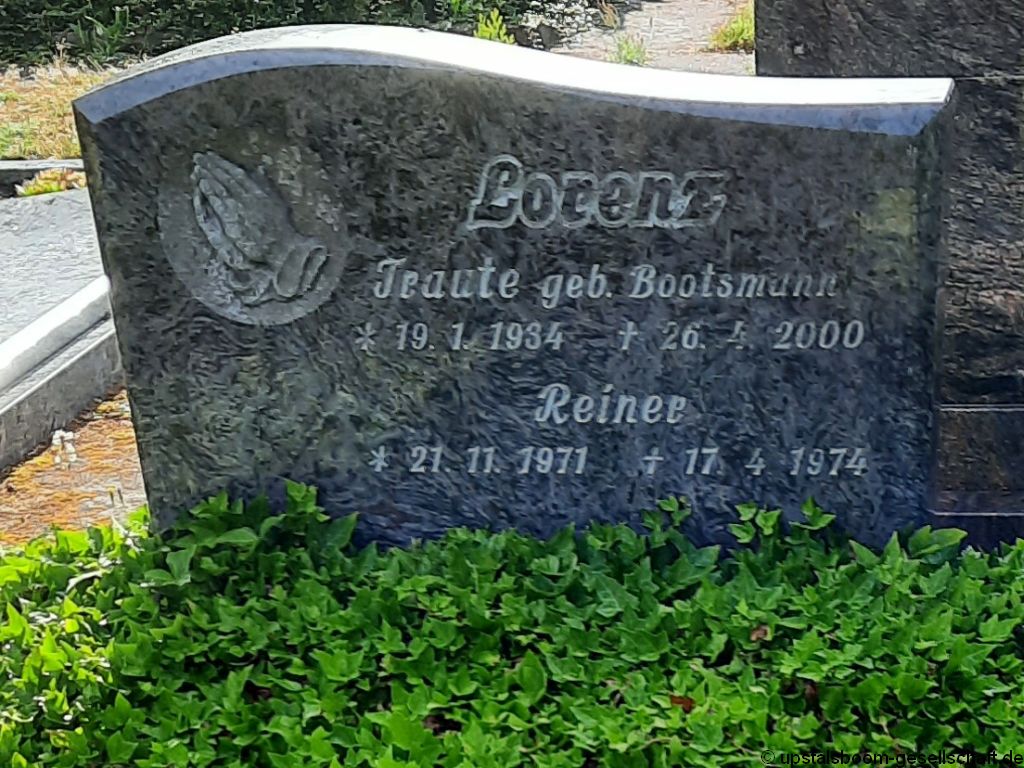 Lorenz
Traute geb. Bootsmann
* 19. 1. 1934 † 26. 4. 2000
Reiner
* 21. 11. 1971 † 17. 4. 1974
© upstalsboom-gesellschaft.de